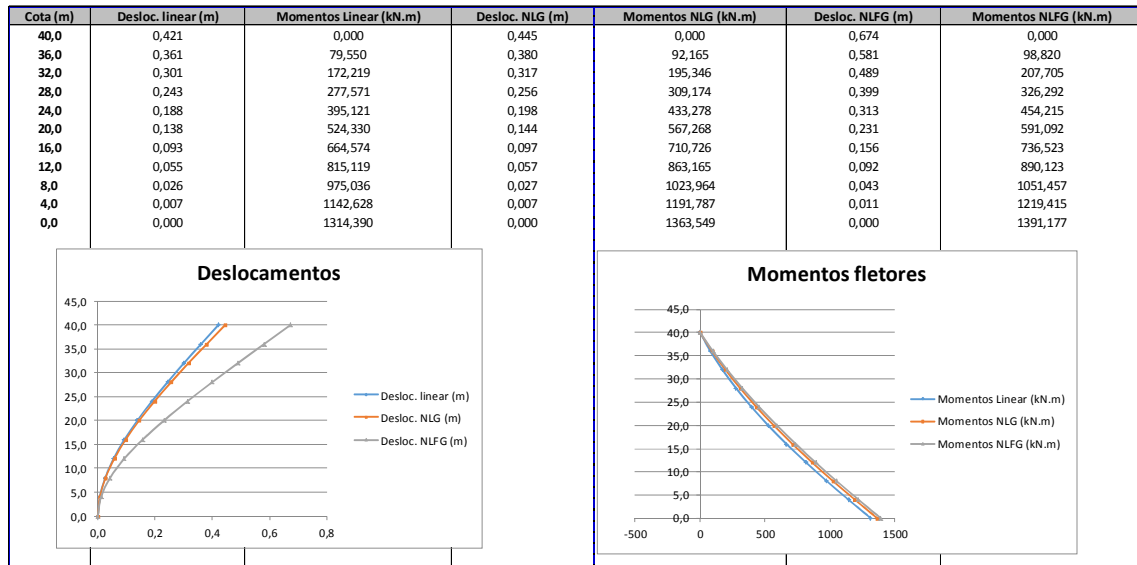 Cota (m) Desloc. linear (m) Momentos Linear (kN.m) Desloc. NLG (m) Momentos NLG (kN.m) Desloc. NLFG (m) Momentos NLFG (kN.m)
40,0 0,421 0,000 0,445 0,000 0,674 0,000
36,0 0,361 79,550 0,380 92,165 0,581 98,820
32,0 0,301 172,219 0,317 195,346 0,489 207,705
28,0 0,243 277,571 0,256 309,174 0,399 326,292
24,0 0,188 395,121 0,198 433,278 0,313 454,215
20,0 0,138 524,330 0,144 567,268 0,231 591,092
16,0 0,093 664,574 0,097 710,726 0,156 736,523
12,0 0,055 815,119 0,057 863,165 0,092 890,123
8,0 0,026 975,036 0,027 1023,964 0,043 1051,457
4,0 0,007 1142,628 0,007 1191,787 0,011 1219,415
0,0 0,000 1314,390 0,000 1363,549 0,000 1391,177
Deslocamentos
45,0
40,0
35,0
30,0
25,0
20,0
15,0
10,0
5,0
0,0
0,0 0,2 0,4 0,6 0,8
Desloc. linear (m)
Desloc. NLG (m)
Desloc. NLFG (m)
Momentos fletores
45,0
40,0
35,0
30,0
25,0
20,0
15,0
10,0
5,0
0,0
-500 0 500 1000 1500
Momentos Linear (kN.m)
Momentos NLG (kN.m)
Momentos NLFG (kN.m)